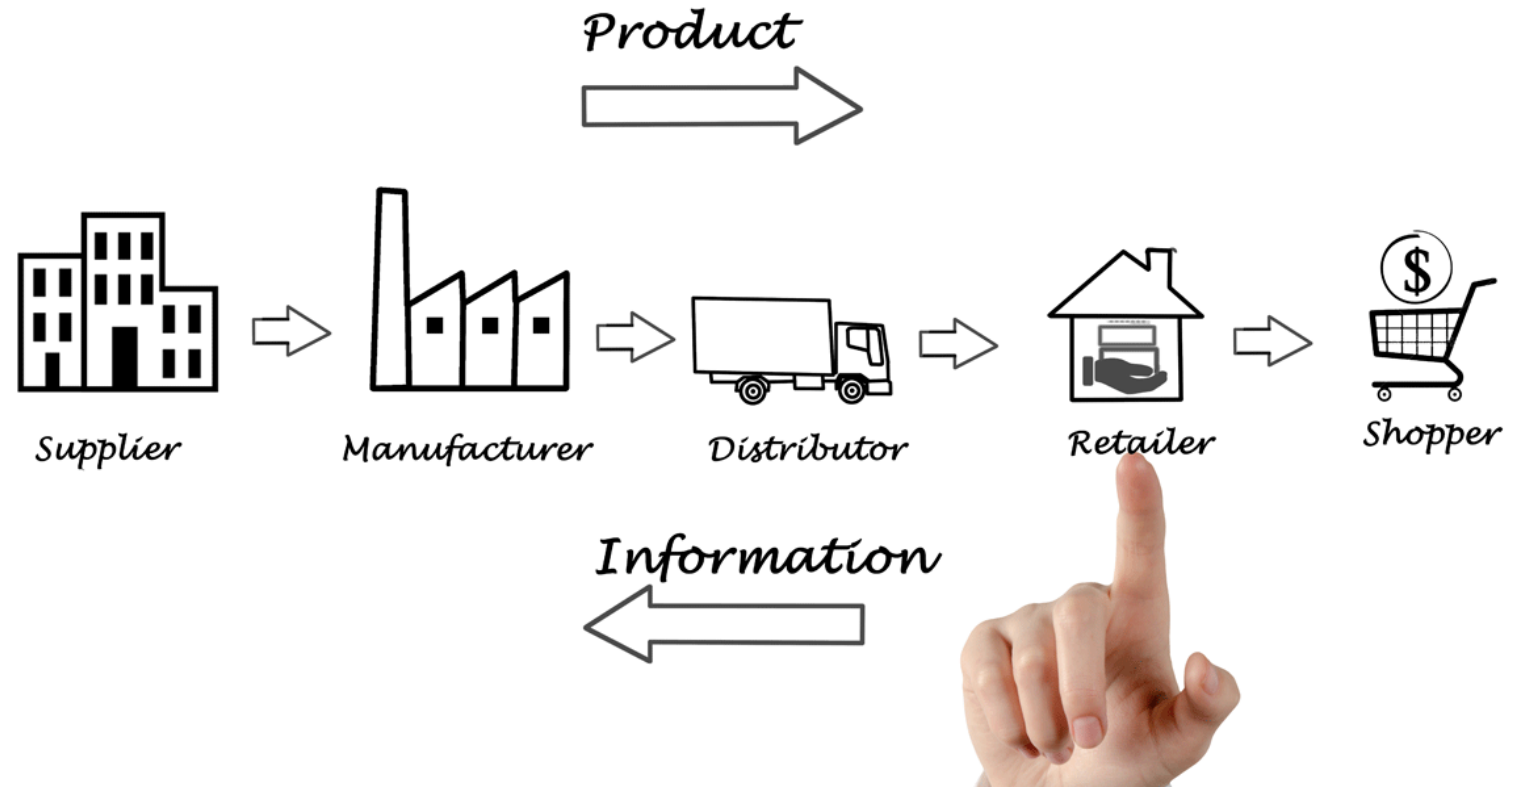 Product
$
Supplier
Manufacturer
Distributor
Retailer
Shopper
Information